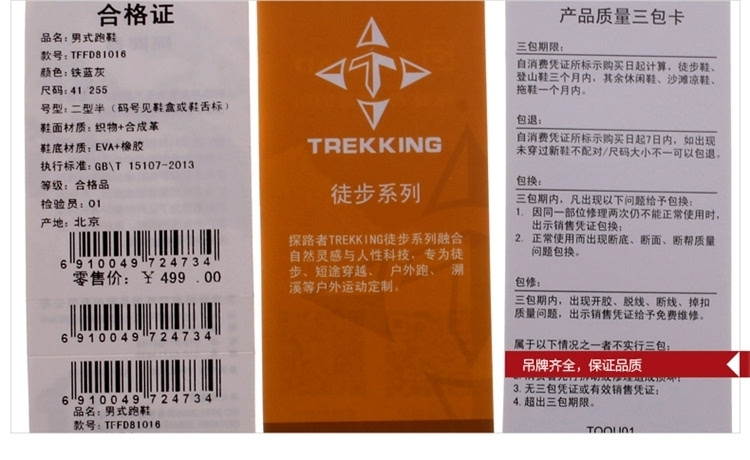 合格证
品名: 男式跑鞋
款号: TFFD81016
颜色: 铁蓝灰
尺码: 41/255
号型: 二型半（码号见鞋盒或鞋舌标）
鞋面材质: 织物+合成革
鞋底材质: EVA+橡胶
执行标准: GB\T 15107-2013
等级: 合格品
检验员: 01
产地: 北京
6 910049 724734
零售价: ￥ 499 .00
6 910049 724734
6 910049 724734
品名: 男式跑鞋
款号: TFFD81016
TREKKING
徒步系列
探路者TREKKING徒步系列融合
自然灵感与人性科技，专为徒
步、短途穿越、户外跑、溯
溪等户外运动定制。
产品质量三包卡
三包期限:
自消费凭证所标示购买日起计算，徒步鞋、
登山鞋三个月内，其余休闲鞋、沙滩凉鞋、
拖鞋一个月内。
包退:
自消费凭证所标示购买日起7日内，如出现
未穿过新鞋不配对/尺码大小不一可以包退。
包换:
三包期内，凡出现以下问题给予包换:
1. 因同一部位修理两次仍不能正常使用时，
出示销售凭证包换;
2. 正常使用而出现断底、断面、断帮质量
问题包换。
包修:
三包期内，出现开胶、脱线、断线、掉扣
质量问题，出示销售凭证给予免费维修。
属于以下情况之一者不实行三包:
吊牌齐全，保证品质
3. 无三包凭证或有效销售凭证;
4. 超出三包期限。
TOOU01